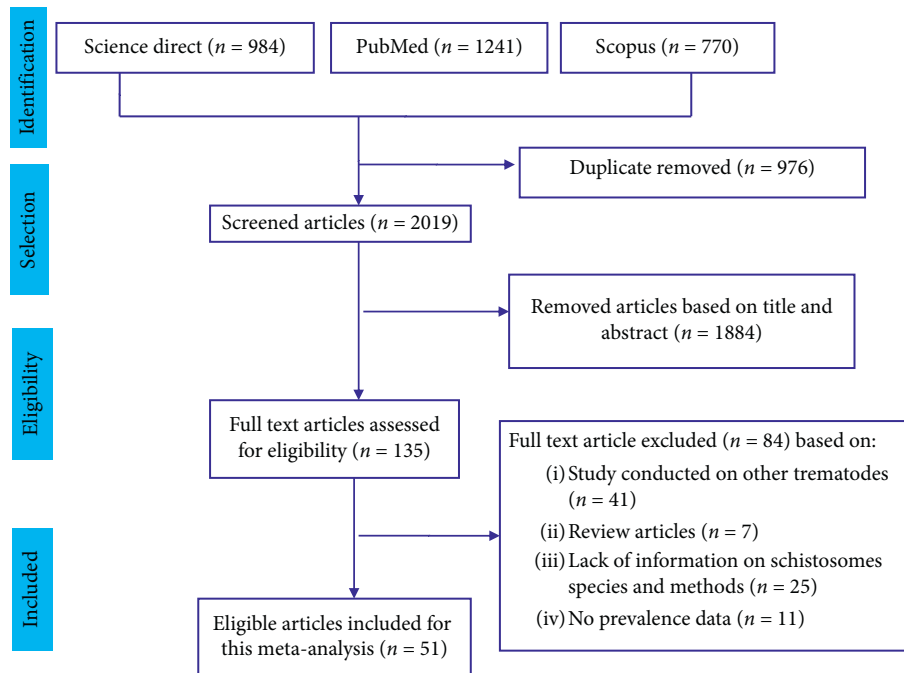 Identification
Science direct (n = 984)
PubMed (n = 1241)
Scopus (n = 770)
Duplicate removed (n = 976)
Selection
Screened articles (n = 2019)
Removed articles based on title and
abstract (n = 1884)
Eligibility
Full text articles assessed
for eligibility (n = 135)
Full text article excluded (n = 84) based on:
(i) Study conducted on other trematodes
(n = 41)
(ii) Review articles (n = 7)
(iii) Lack of information on schistosomes
species and methods (n = 25)
(iv) No prevalence data (n = 11)
Included
Eligible articles included for
this meta-analysis (n = 51)